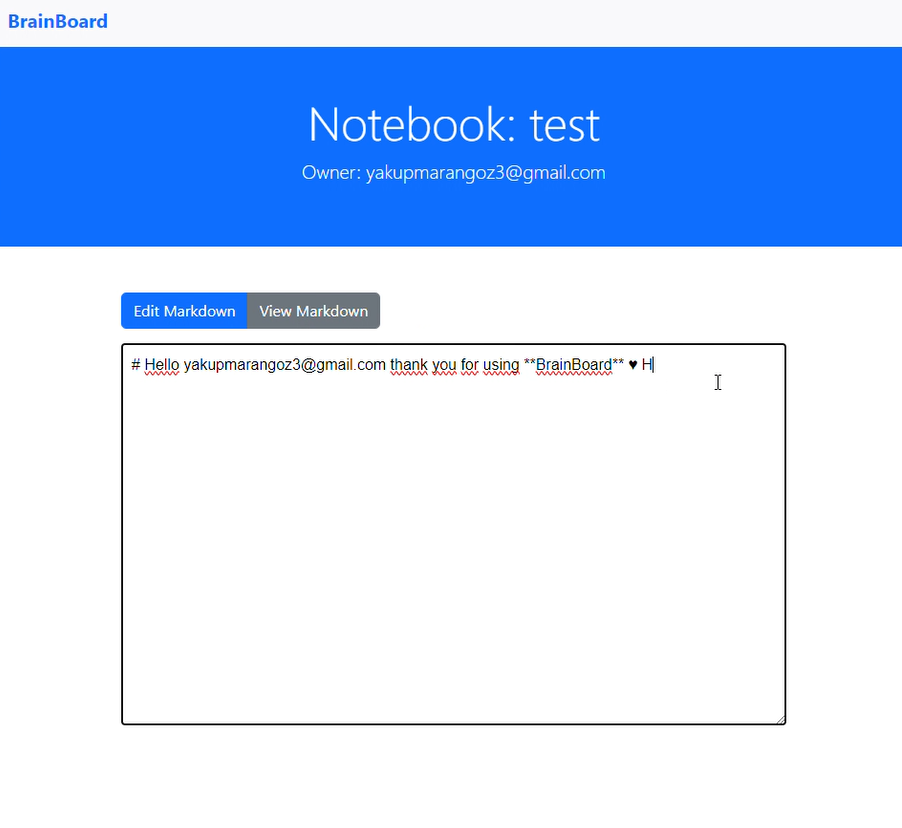 BrainBoard
Notebook: test
Owner: yakupmarangoz3@gmail.com
Edit Markdown View Markdown
# Hello yakupmarangoz3@gmail.com thank you for using **BrainBoard** ♥ H